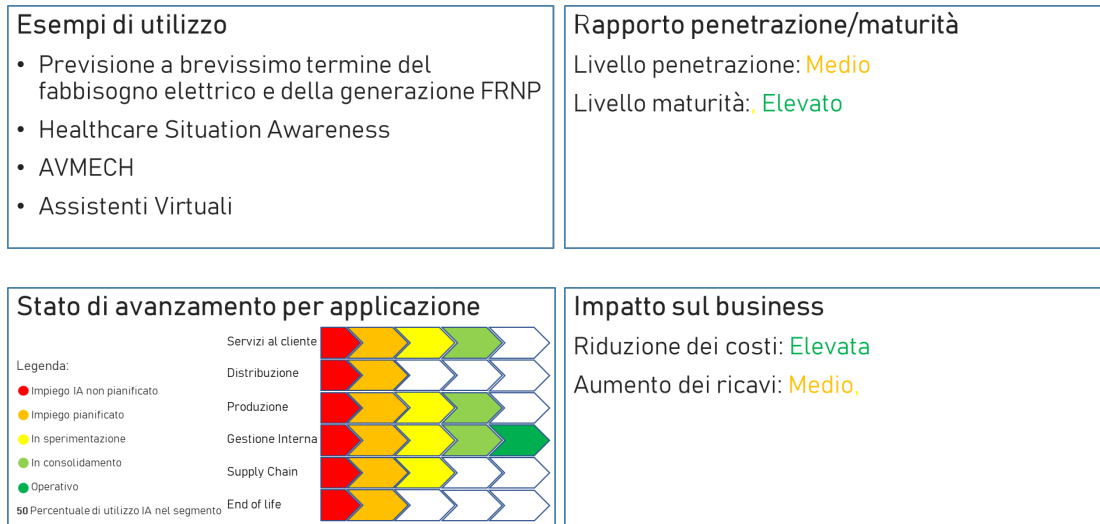 Esempi di utilizzo
• Previsione a brevissimo termine del
fabbisogno elettrico e della generazione FRNP
• Healthcare Situation Awareness
• AVMECH
• Assistenti Virtuali
Rapporto penetrazione/maturità
Livello penetrazione: Medio
Livello maturità:, Elevato
Stato di avanzamento per applicazione
Legenda:
Impiego IA non pianificato
Impiego pianificato
In sperimentazione
In consolidamento
Operativo
50 Percentuale di utilizzo IA nel segmento
Servizi al cliente
Distribuzione
Produzione
Gestione Interna
Supply Chain
End of life
Impatto sul business
Riduzione dei costi: Elevata
Aumento dei ricavi: Medio,